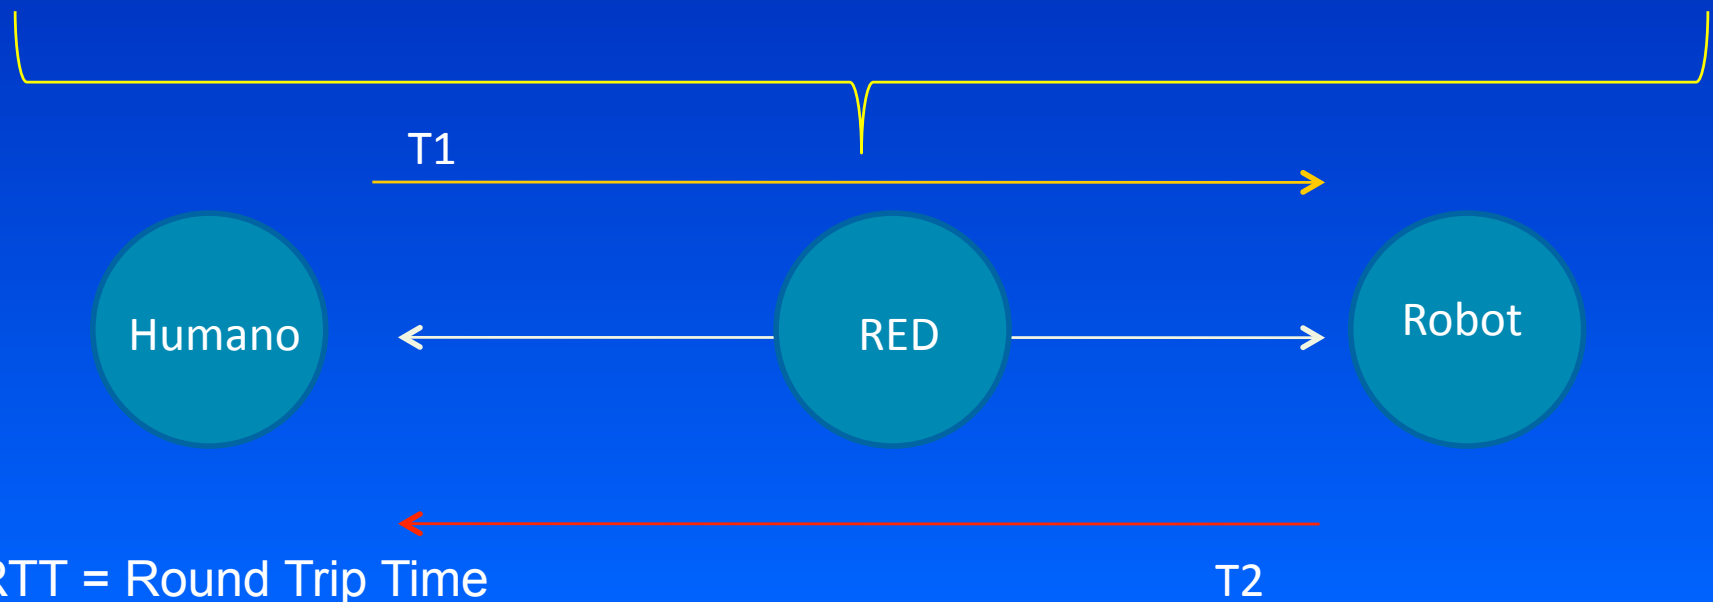 T1
Humano
RED
Robot
RTT = Round Trip Time
T2